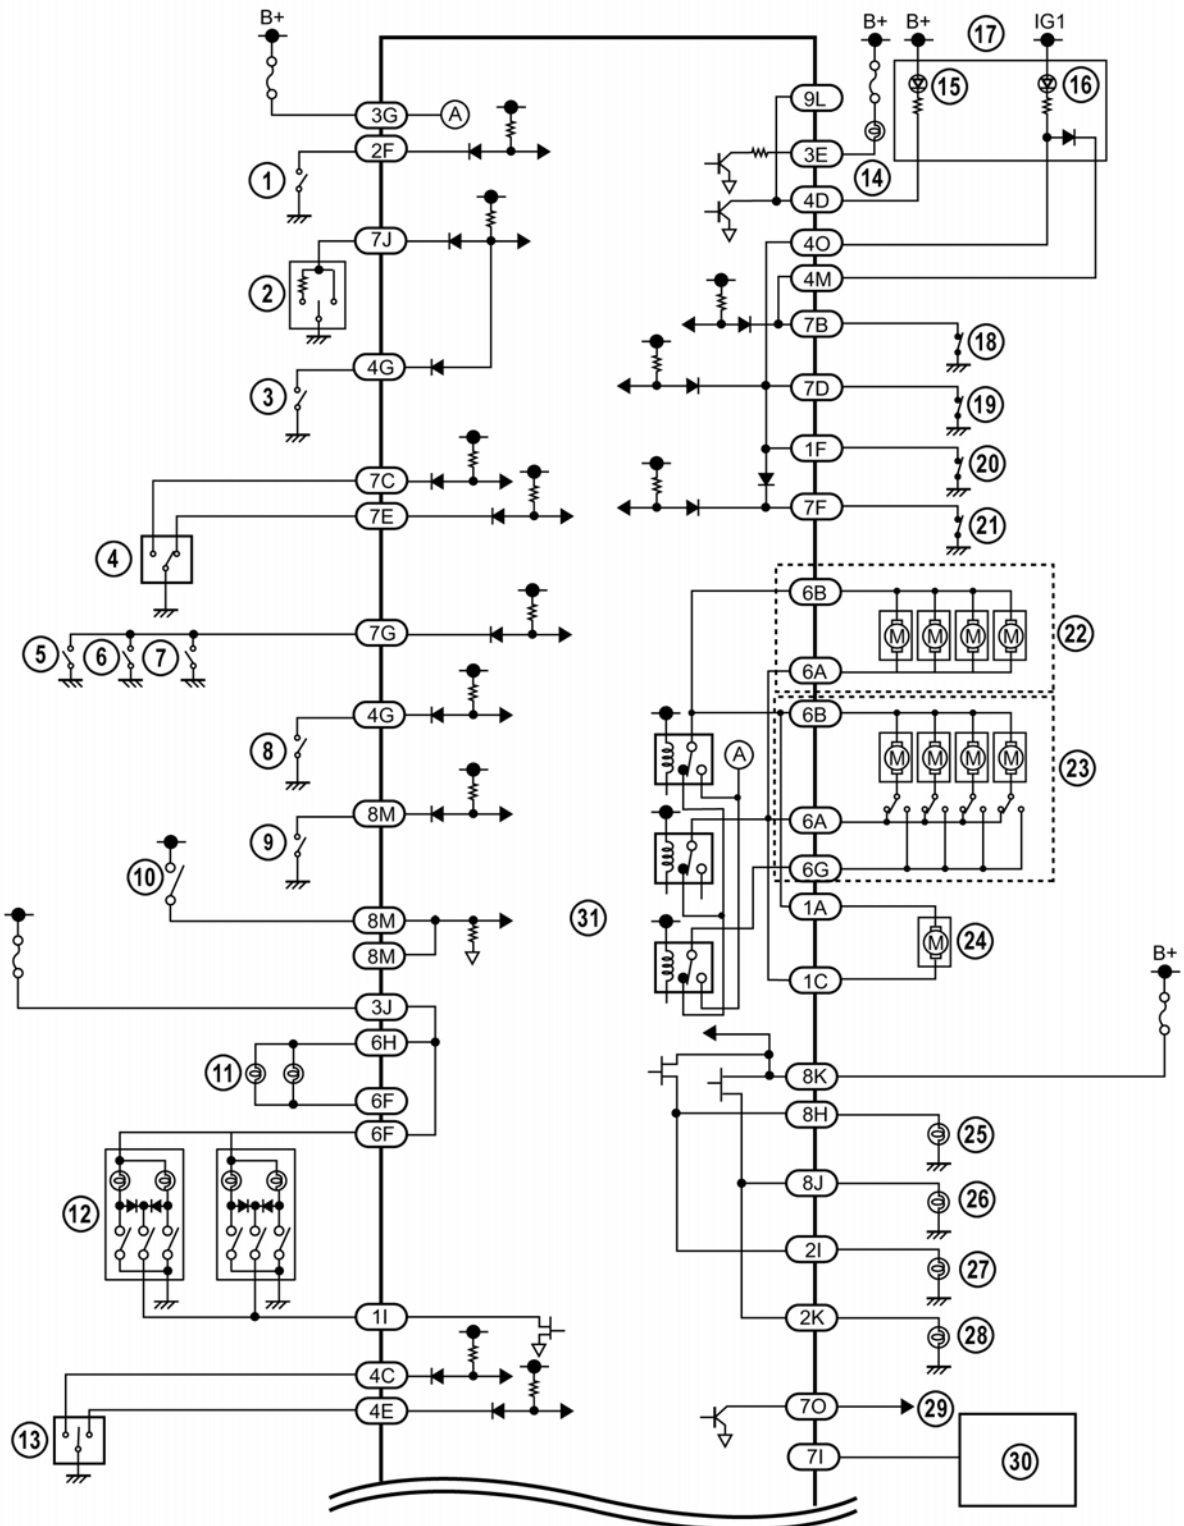 B+
B+
B+
IG1
17
15
16
9L
3G
A
2F
3E
1
14
4D
7J
4O
4M
2
7B
18
4G
3
7D
19
1F
20
7C
7E
7F
21
4
6B
M
M
M
M
22
7G
5
6
7
6A
4G
6B
8
A
M
M
M
M
23
8M
6A
9
10
6G
31
1A
8M
8M
M
24
B+
3J
1C
6H
11
8K
6F
8H
6F
25
8J
12
26
2I
27
1I
2K
28
4C
4E
7O
29
13
7I
30